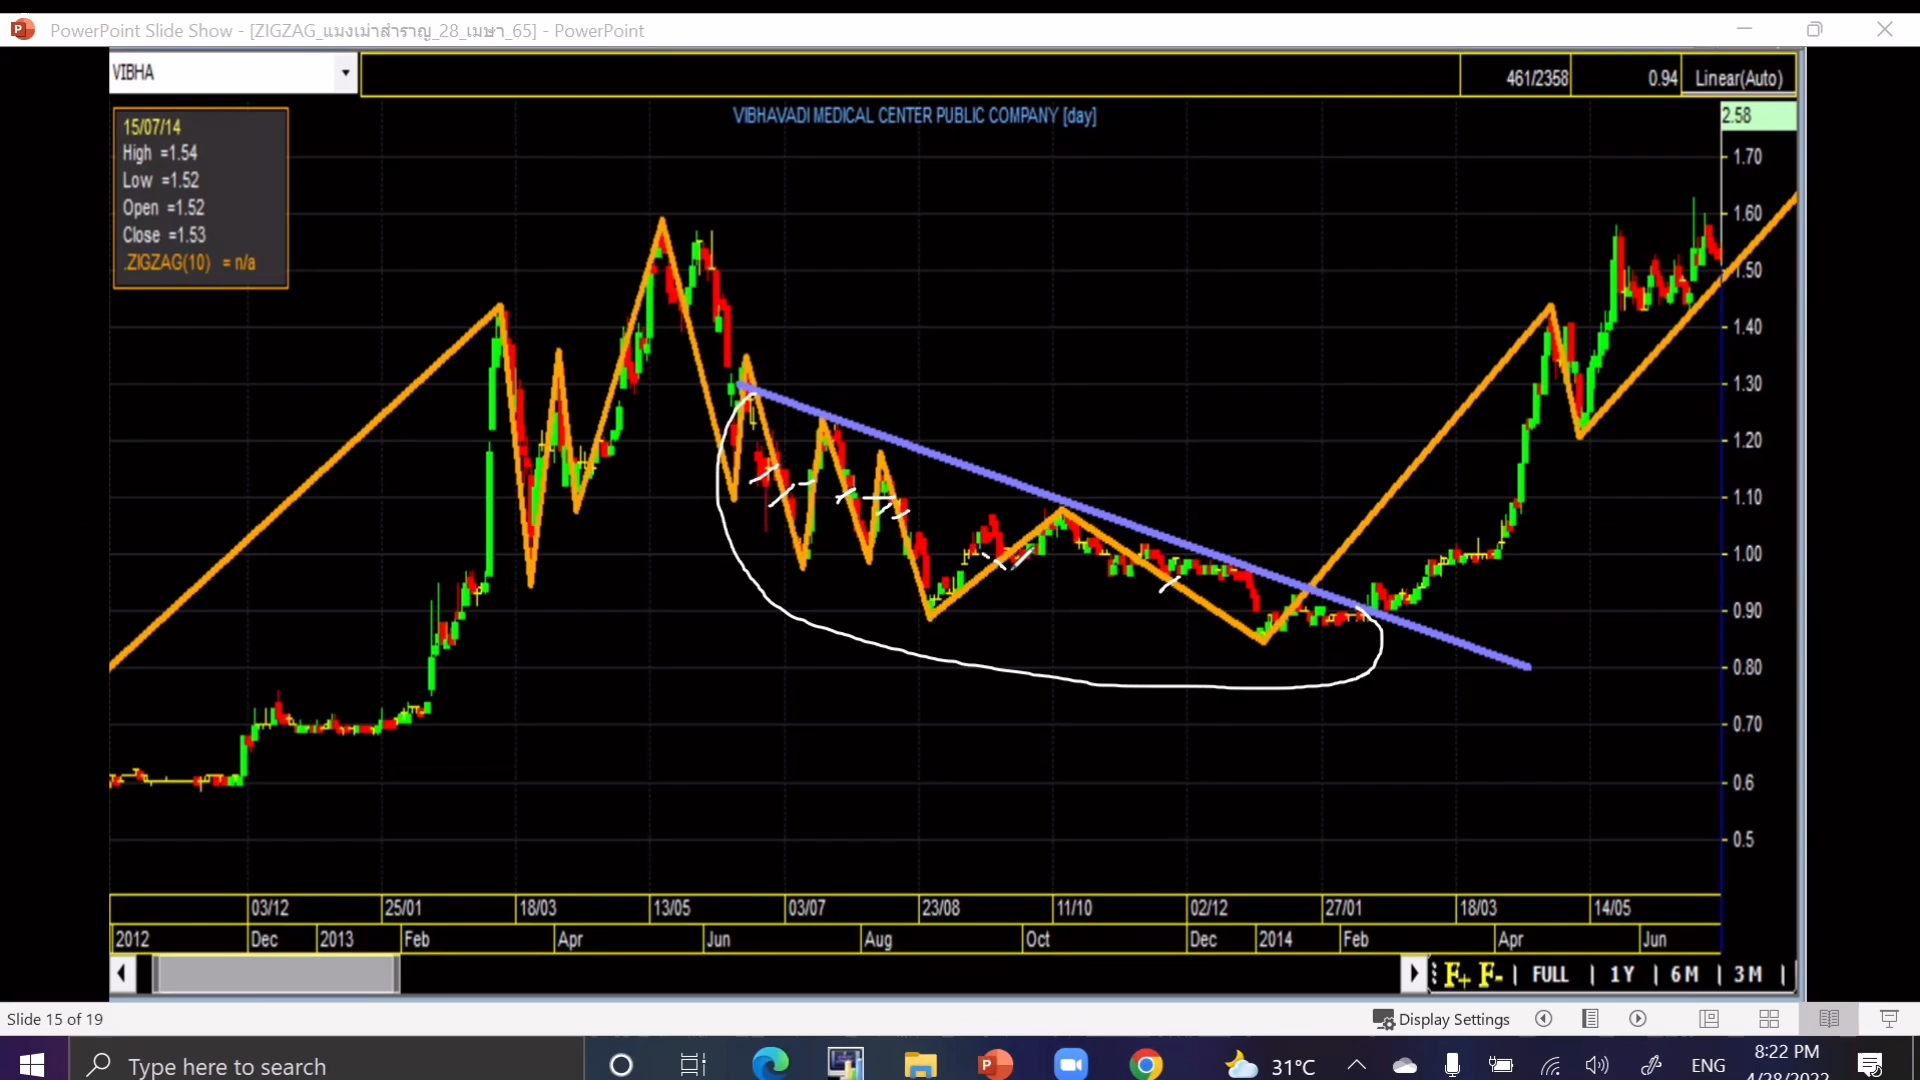 PowerPoint Slide Show - [ZIGZAG_แมงเม่าสำราญ_28_เมษา_65] - PowerPoint
VIBHA
461/2358
0.94
Linear(Auto)
VIBHAVADI MEDICAL CENTER PUBLIC COMPANY [day]
2.58
15/07/14
High =1.54
Low =1.52
Open =1.52
Close =1.53
.ZIGZAG(10) = n/a
1.70
1.60
1.50
1.40
1.30
1.20
1.10
1.00
0.90
0.80
0.70
0.6
0.5
03/12 25/01 18/03 13/05 03/07 23/08 11/10 02/12 27/01 18/03 14/05
2012 Dec 2013 Feb Apr Jun Aug Oct Dec 2014 Feb Apr Jun
F+ F- | FULL | 1Y | 6M | 3M |
Slide 15 of 19
Display Settings
Type here to search
31°C
ENG
8:22 PM
4/28/2022